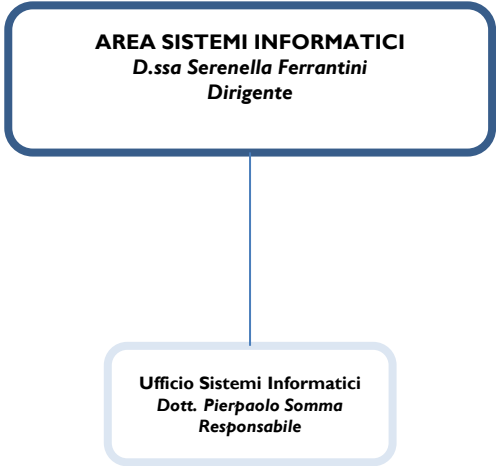 AREA SISTEMI INFORMATICI
D.ssa Serenella Ferrantini
Dirigente
Ufficio Sistemi Informatici
Dott. Pierpaolo Somma
Responsabile